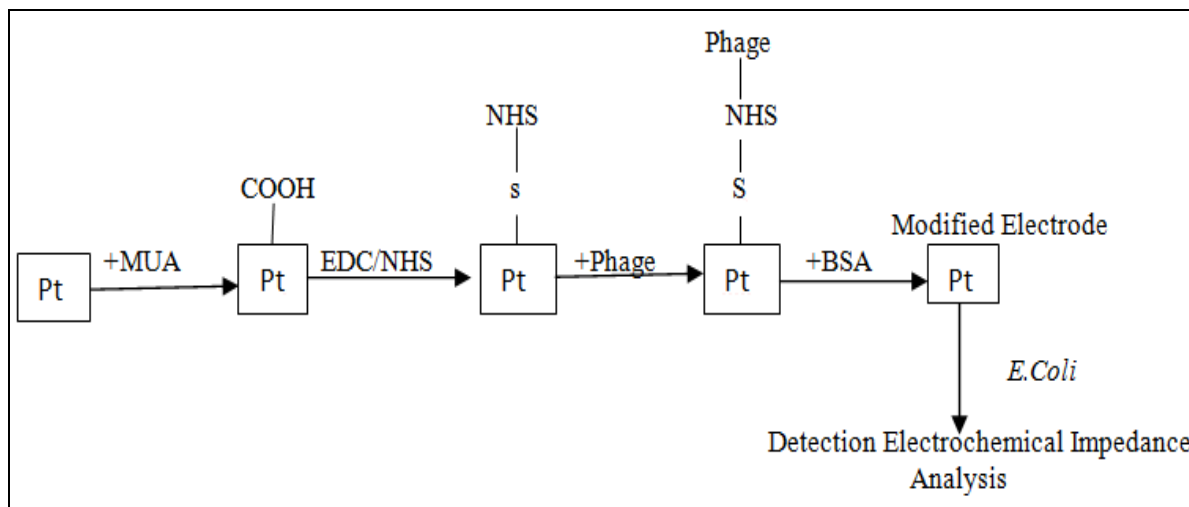 Phage
NHS
NHS
COOH
s
S
Modified Electrode
+MUA
EDC/NHS
+Phage
+BSA
Pt
Pt
Pt
Pt
Pt
E.Coli
Detection Electrochemical Impedance
Analysis